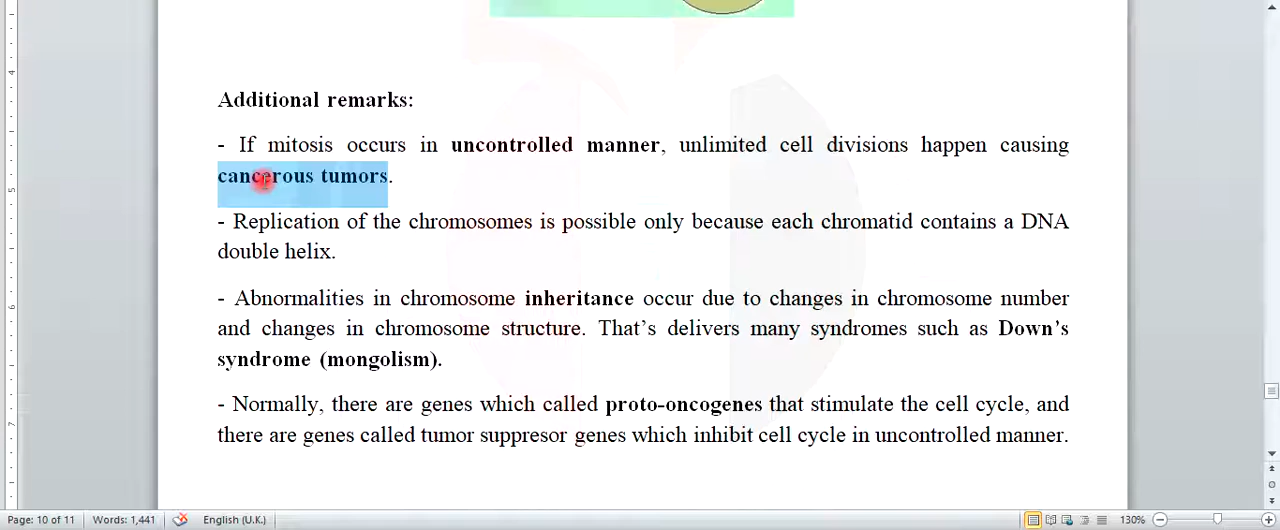 Additional remarks:
- If mitosis occurs in uncontrolled manner, unlimited cell divisions happen causing
cancerous tumors.
- Replication of the chromosomes is possible only because each chromatid contains a DNA
double helix.
- Abnormalities in chromosome inheritance occur due to changes in chromosome number
and changes in chromosome structure. That’s delivers many syndromes such as Down’s
syndrome (mongolism).
- Normally, there are genes which called proto-oncogenes that stimulate the cell cycle, and
there are genes called tumor suppresor genes which inhibit cell cycle in uncontrolled manner.
4
5
6
7
Page: 10 of 11 Words: 1,441 English (U.K.) 130%